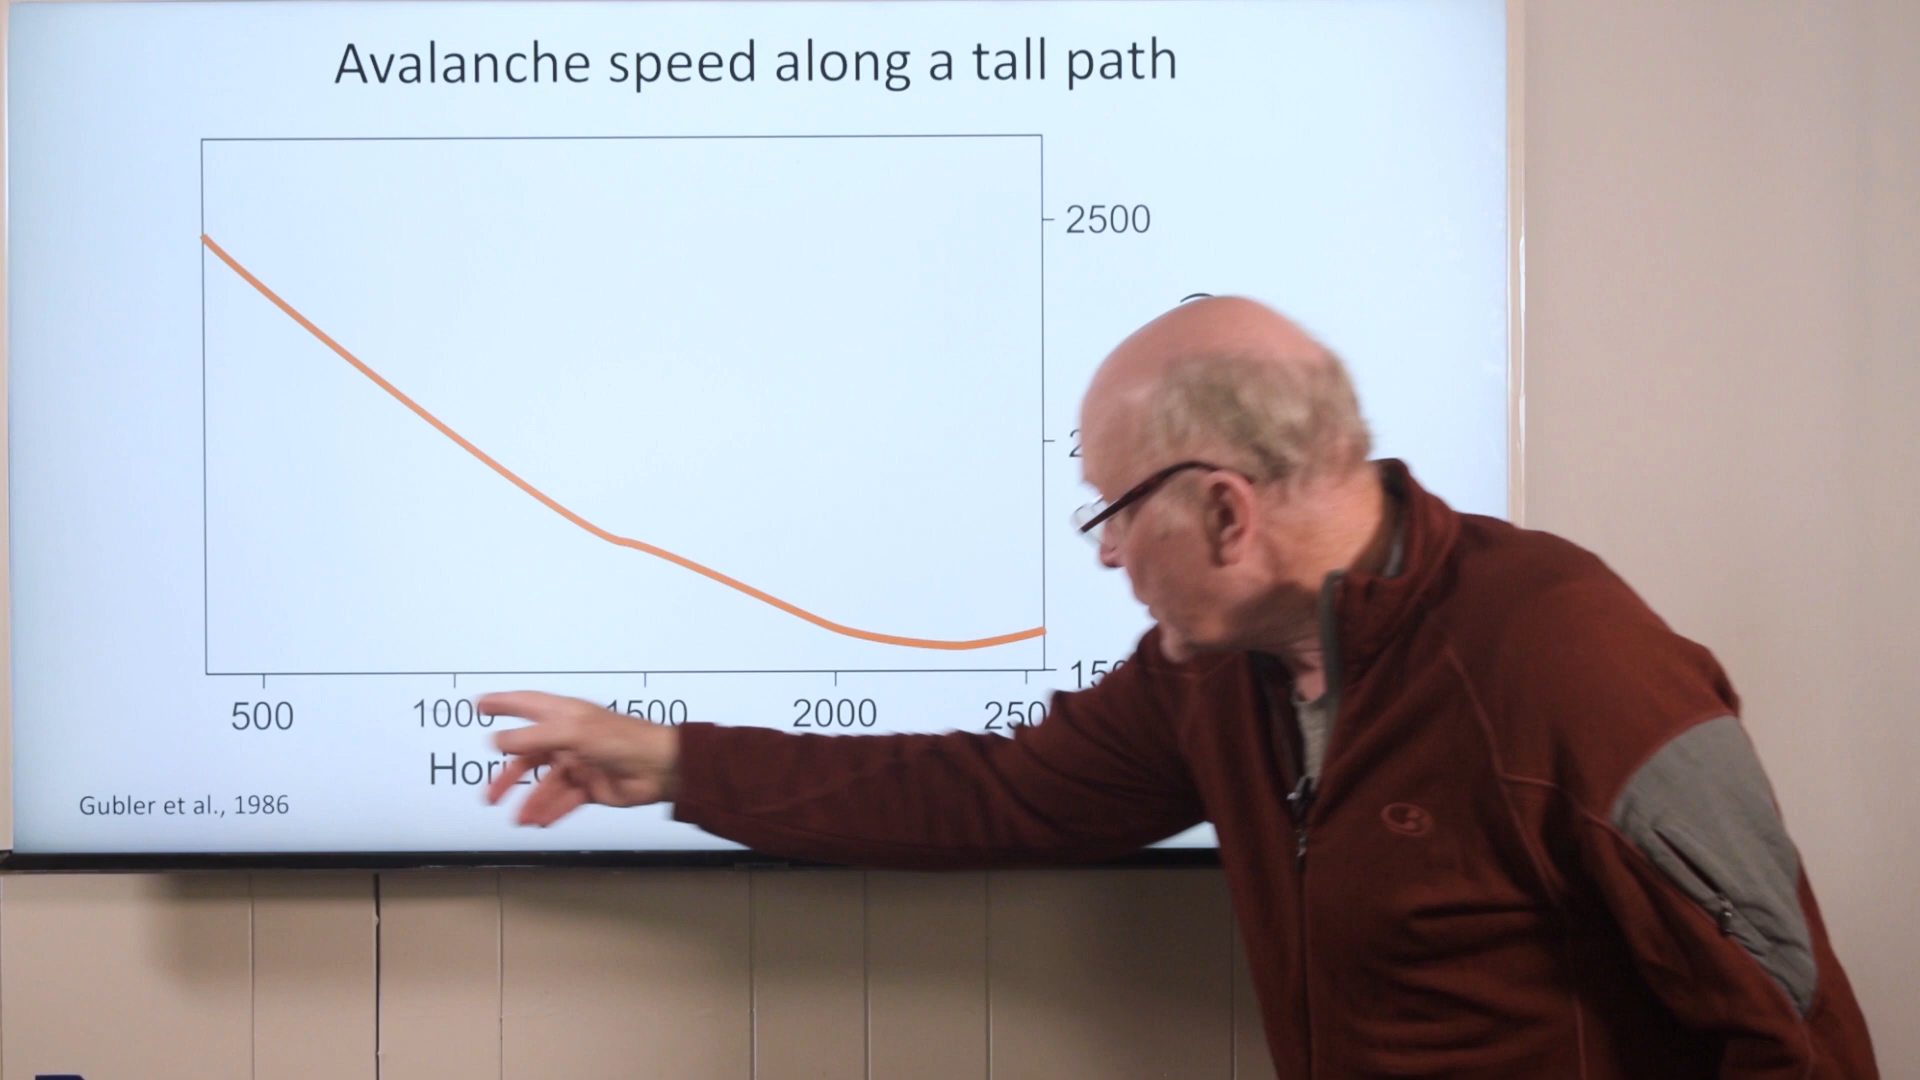 Avalanche speed along a tall path
2500
500 1000 1500 2000
Gubler et al., 1986